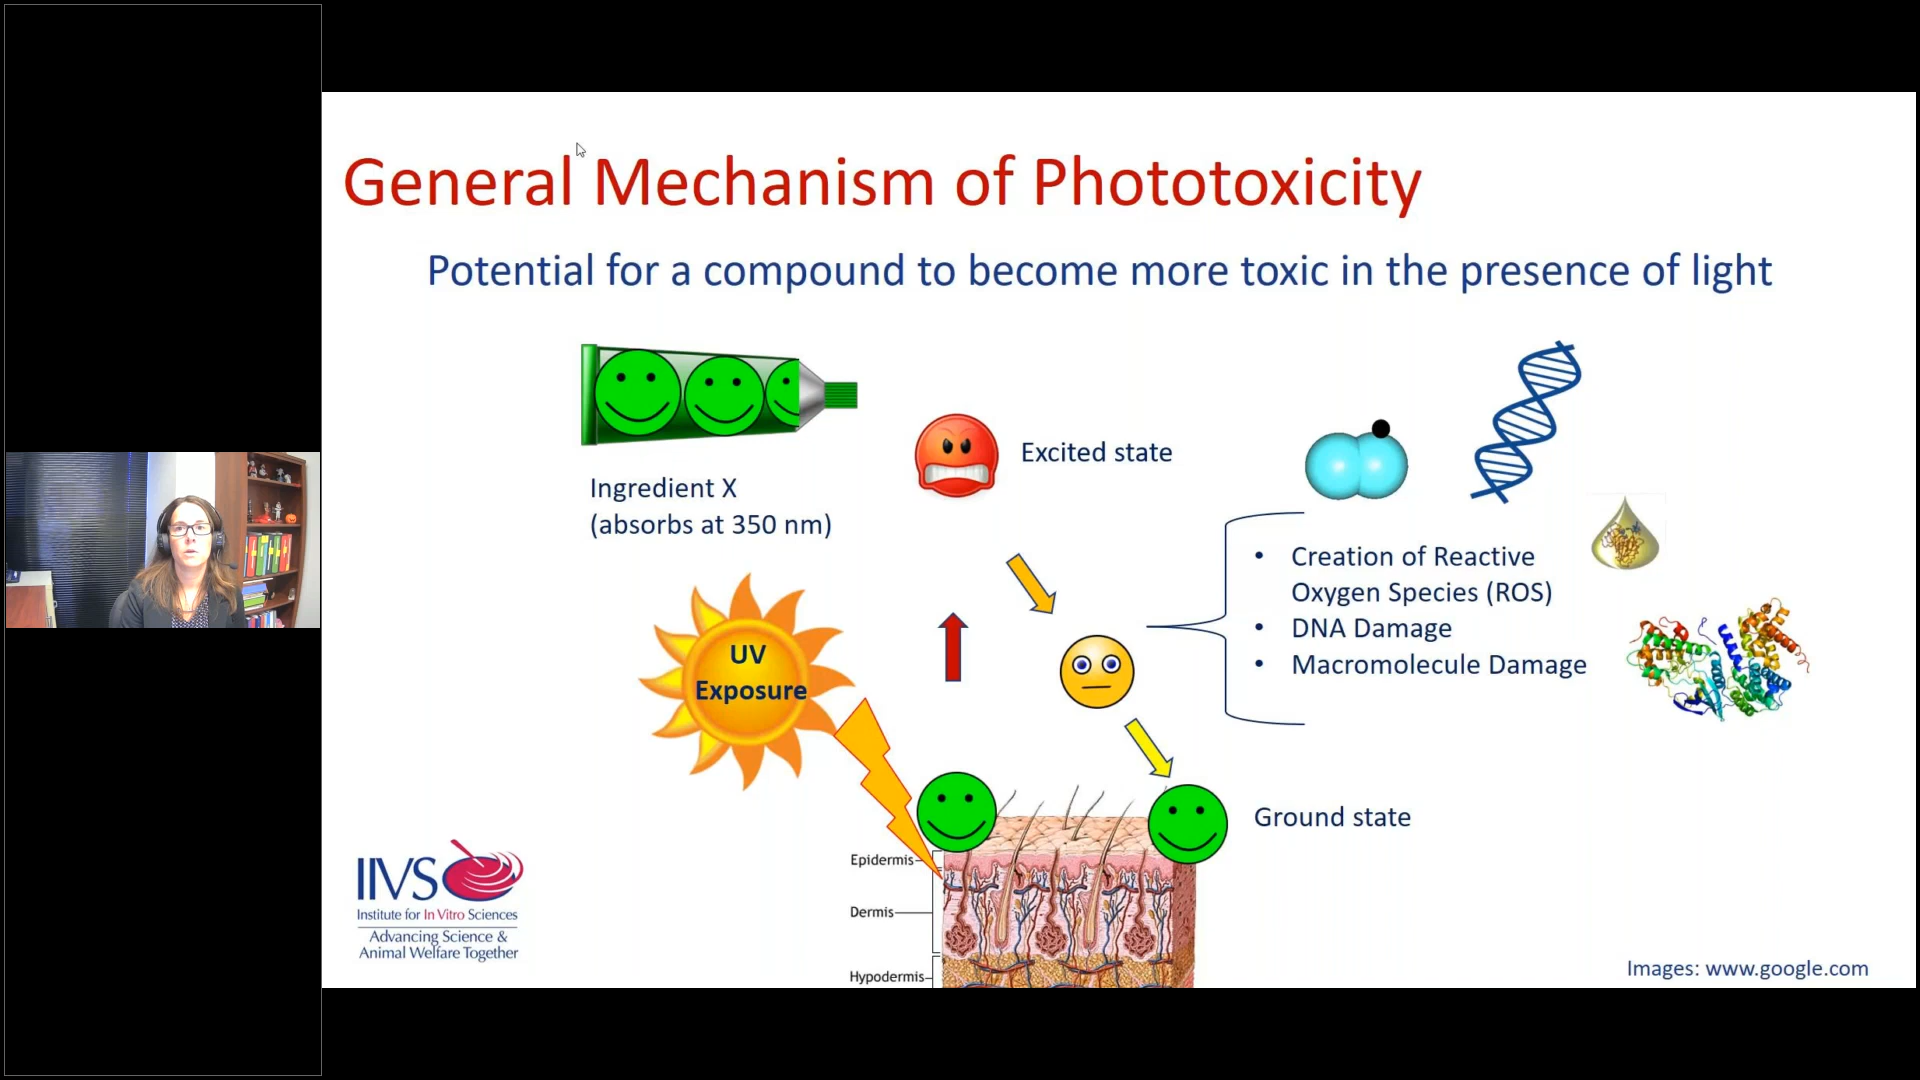 General Mechanism of Phototoxicity
Potential for a compound to become more toxic in the presence of light
Ingredient X
(absorbs at 350 nm)
Excited state
UV
Exposure
• Creation of Reactive
Oxygen Species (ROS)
• DNA Damage
• Macromolecule Damage
Ground state
Epidermis
Dermis
Hypodermis
IIVS
Institute for In Vitro Sciences
Advancing Science &
Animal Welfare Together
Images: www.google.com